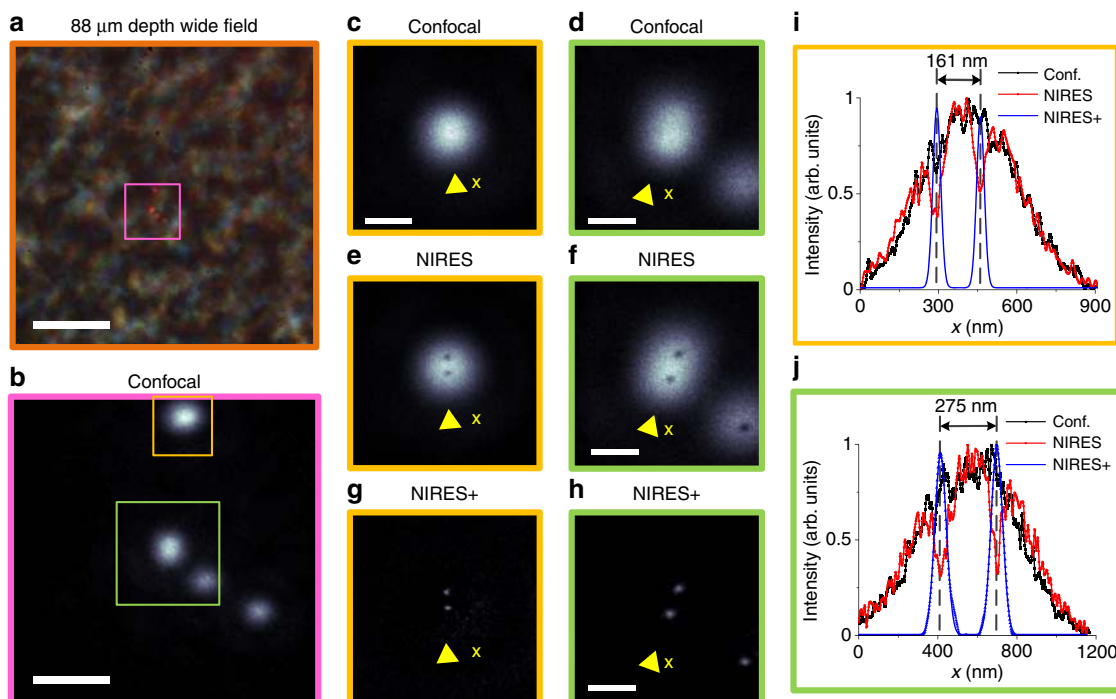 a
88 μm depth wide field
b
Confocal
c
Confocal
x
d
Confocal
x
e
NIRES
x
f
NIRES
x
g
NIRES+
x
h
NIRES+
x
i
161 nm
Conf.
NIRES
NIRES+
Intensity (arb. units)
1
0.5
0
0 300 600 900
x (nm)
j
275 nm
Conf.
NIRES
NIRES+
Intensity (arb. units)
1
0.5
0
0 400 800 1200
x (nm)